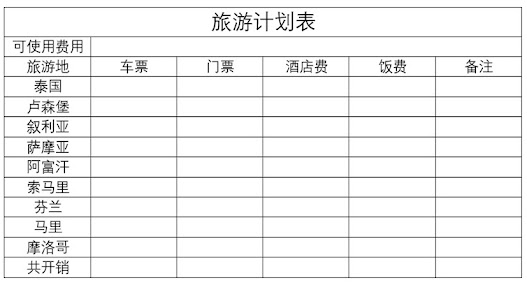 旅游计划表
可使用费用
旅游地 车票 门票 酒店费 饭费 备注
泰国
卢森堡
叙利亚
萨摩亚
阿富汗
索马里
芬兰
马里
摩洛哥
共开销